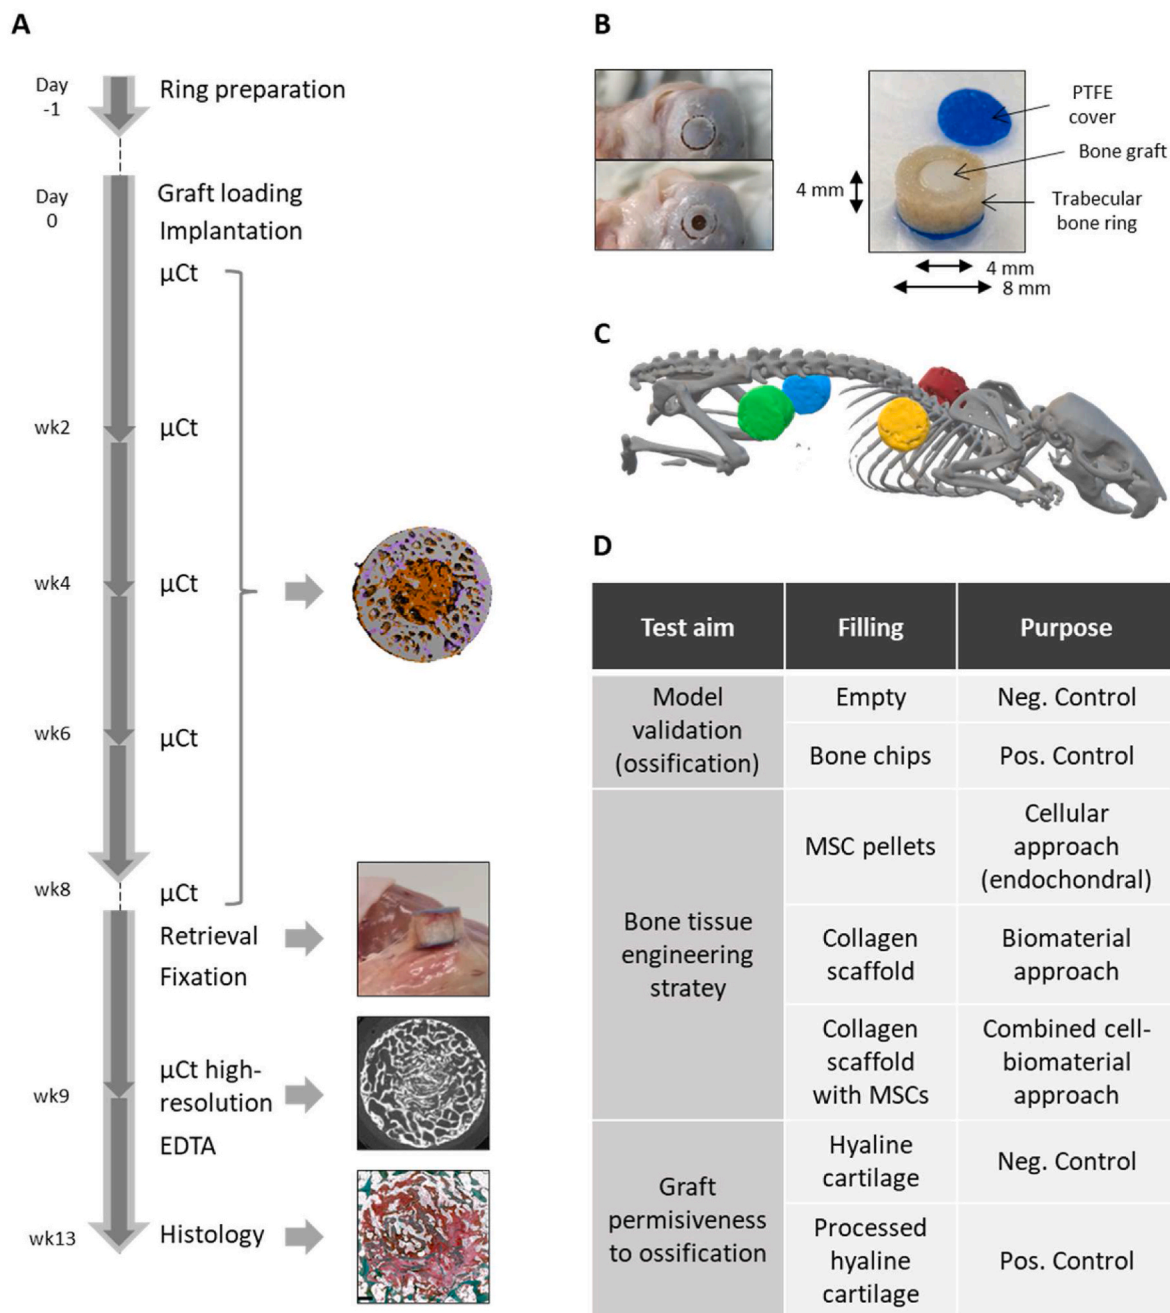 A
Day
-1
Ring preparation
Day
0
Graft loading
Implantation
µCt
wk2
µCt
wk4
µCt
wk6
µCt
wk8
µCt
Retrieval
Fixation
wk9
µCt high-
resolution
EDTA
wk13
Histology
B
PTFE
cover
Bone graft
Trabecular
bone ring
4 mm
4 mm
8 mm
C
D
Test aim
Filling
Purpose
Model
validation
(ossification)
Empty
Neg. Control
Bone chips
Pos. Control
Bone tissue
engineering
stratey
MSC pellets
Cellular
approach
(endochondral)
Collagen
scaffold
Biomaterial
approach
Collagen
scaffold
with MSCs
Combined cell-
biomaterial
approach
Graft
permisiveness
to ossification
Hyaline
cartilage
Neg. Control
Processed
hyaline
cartilage
Pos. Control